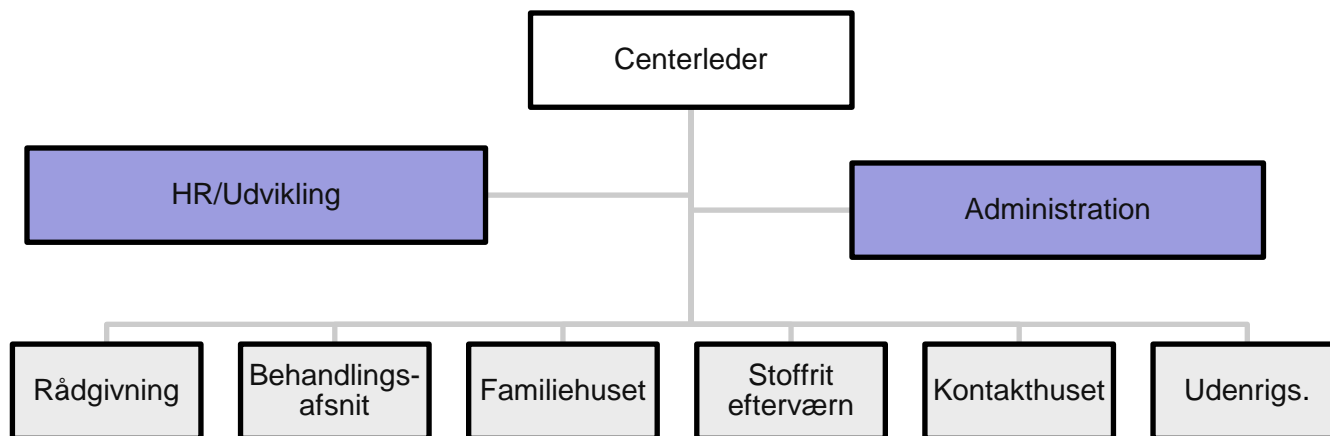 Centerleder
HR/Udvikling
Administration
Rådgivning
Behandlings-
afsnit
Familiehuset
Stoffrit
efterværn
Kontakthuset
Udenrigs.